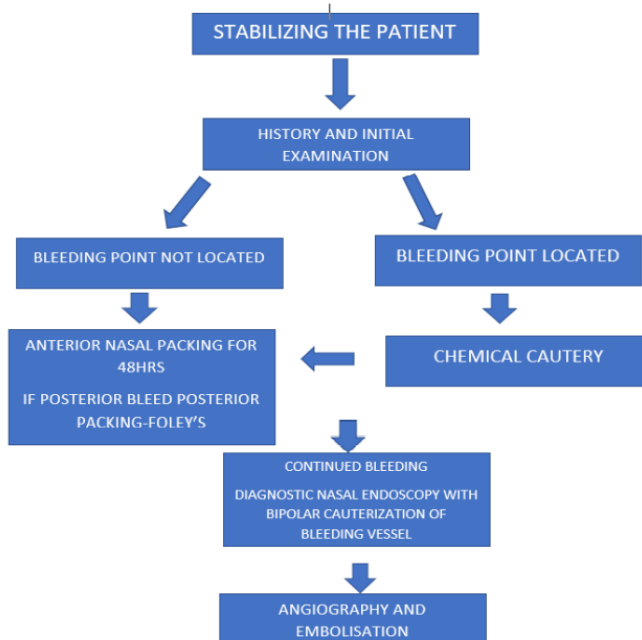 STABILIZING THE PATIENT
HISTORY AND INITIAL
EXAMINATION
BLEEDING POINT NOT LOCATED
BLEEDING POINT LOCATED
ANTERIOR NASAL PACKING FOR
48HRS
IF POSTERIOR BLEED POSTERIOR
PACKING-FOLEY'S
CHEMICAL CAUTERY
CONTINUED BLEEDING
DIAGNOSTIC NASAL ENDOSCOPY WITH
BIPOLAR CAUTERIZATION OF
BLEEDING VESSEL
ANGIOGRAPHY AND
EMBOLISATION